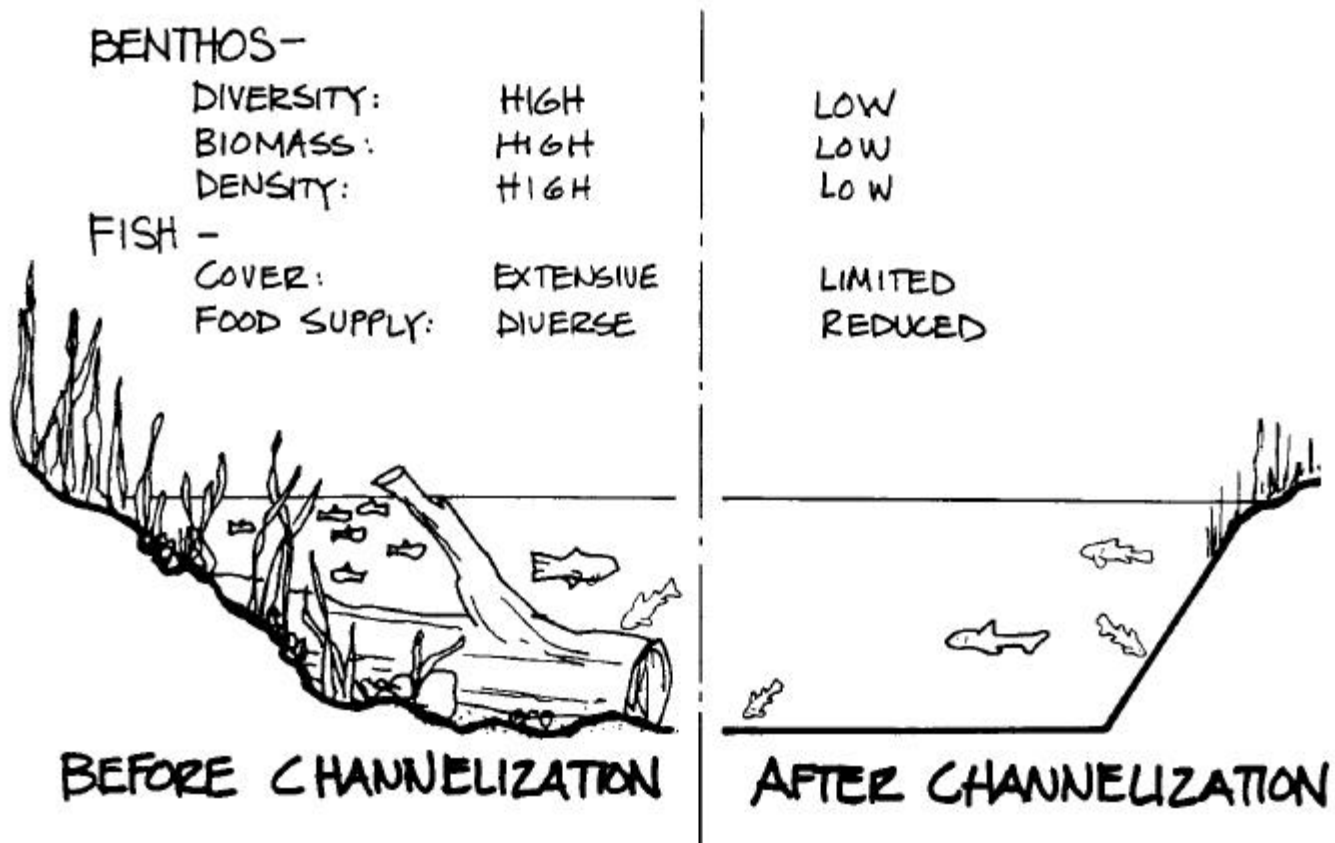 BENTHOS-
DIVERSITY: HIGH LOW
BIOMASS: HIGH LOW
DENSITY: HIGH LOW
FISH -
COVER: EXTENSIVE LIMITED
FOOD SUPPLY: DIVERSE REDUCED
BEFORE CHANNELIZATION AFTER CHANNELIZATION